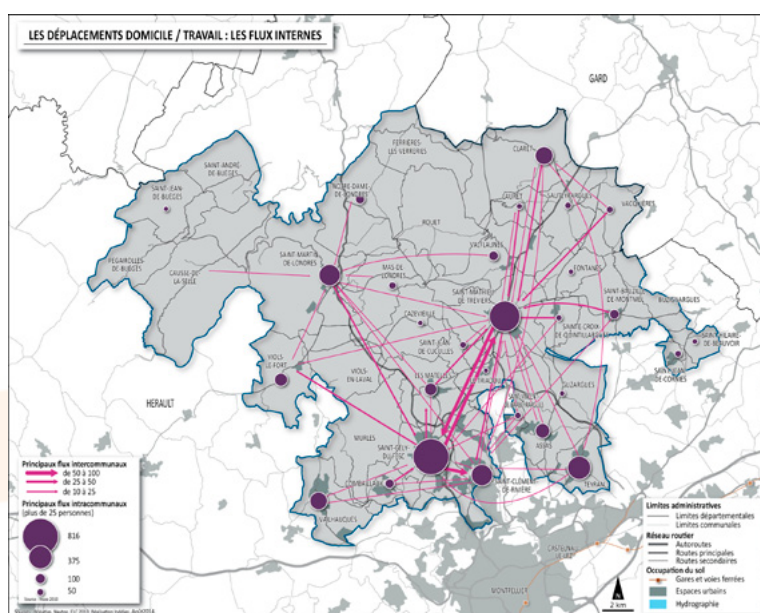 LES DÉPLACEMENTS DOMICILE / TRAVAIL : LES FLUX INTERNES
GARD
FERRIÈRES-
LES-VERRERIES
CLARET
SAINT-ANDRÉ-
DE-BUÈGES
SAINT-JEAN-
DE-BUÈGES
NOTRE-DAME-
DE-LONDRES
LAURET
SAUTEYRARGUES
VACQUIÈRES
ROUET
VALFLAUNÈS
PÉGAIROLLES-
DE-BUÈGES
SAINT-MARTIN-
DE-LONDRES
CAUSSE-DE-
LA-SELLE
MAS-DE-
LONDRES
FONTANÈS
SAINT-MATHIEU-
DE-TRÉVIERS
SAINT-BAUZILLE-
DE-MONTMEL
BUZIGNARGUES
CAZEVIEILLE
SAINTE-CROIX-
DE-QUINTILLARGUES
SAINT-HILAIRE-
DE-BEAUVOIR
SAINT-JEAN-
DE-CUCULLES
SAINT-JEAN-
DE-CORNIES
VIOLS-
LE-FORT
VIOLS-
EN-LAVAL
LES MATELLES
TRIADOU
GUZARGUES
HÉRAULT
MURLES
SAINT-GÉLY-
DU-FESC
ASSAS
COMBAILLAUX
SAINT-CLÉMENT-
DE-RIVIÈRE
TEYRAN
VAILHAUQUÈS
MONTPELLIER
Principaux flux intercommunaux
de 50 à 100
de 25 à 50
de 10 à 25
Principaux flux intracommunaux
(plus de 25 personnes)
816
375
100
50
Limites administratives
Limites départementales
Limites communales
Réseau routier
Autoroutes
Routes principales
Routes secondaires
Occupation du sol
Gares et voies ferrées
Espaces urbains
Hydrographie
N
2 km